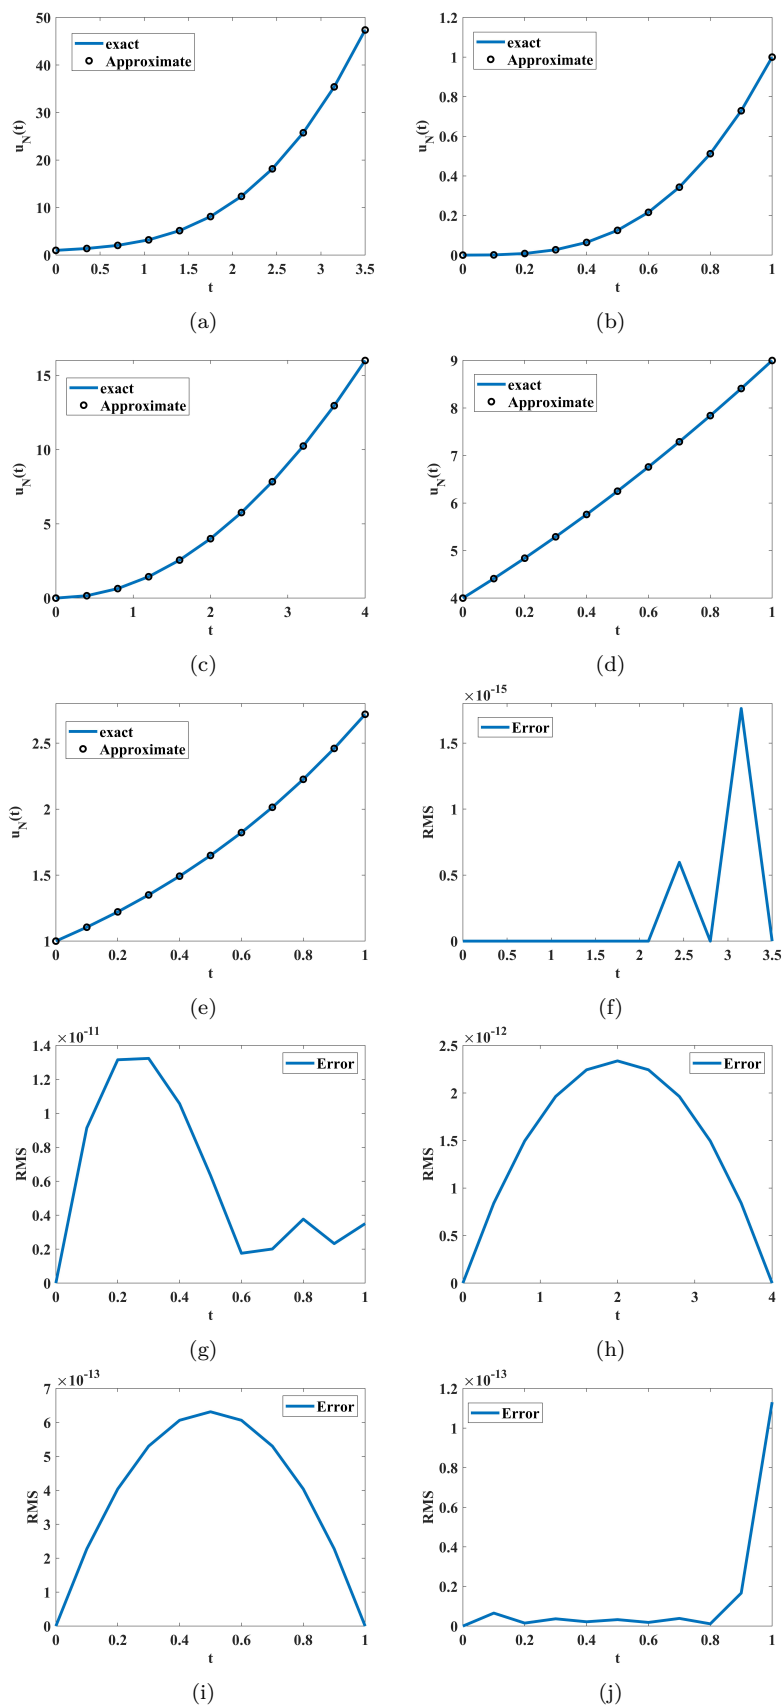 50
40
30
20
10
0
u_N(t)
exact
Approximate
0 0.5 1 1.5 2 2.5 3 3.5
t
(a)
1.2
1
0.8
0.6
0.4
0.2
0
u_N(t)
exact
Approximate
0 0.2 0.4 0.6 0.8 1
t
(b)
15
10
5
0
u_N(t)
exact
Approximate
0 1 2 3 4
t
(c)
9
8
7
6
5
4
u_N(t)
exact
Approximate
0 0.2 0.4 0.6 0.8 1
t
(d)
2.5
2
1.5
1
u_N(t)
exact
Approximate
0 0.2 0.4 0.6 0.8 1
t
(e)
×10^-15
1.5
1
0.5
0
RMS
Error
0 0.5 1 1.5 2 2.5 3 3.5
t
(f)
×10^-11
1.4
1.2
1
0.8
0.6
0.4
0.2
0
RMS
Error
0 0.2 0.4 0.6 0.8 1
t
(g)
×10^-12
2.5
2
1.5
1
0.5
0
RMS
Error
0 1 2 3 4
t
(h)
×10^-13
7
6
5
4
3
2
1
0
RMS
Error
0 0.2 0.4 0.6 0.8 1
t
(i)
×10^-13
1.2
1
0.8
0.6
0.4
0.2
0
RMS
Error
0 0.2 0.4 0.6 0.8 1
t
(j)